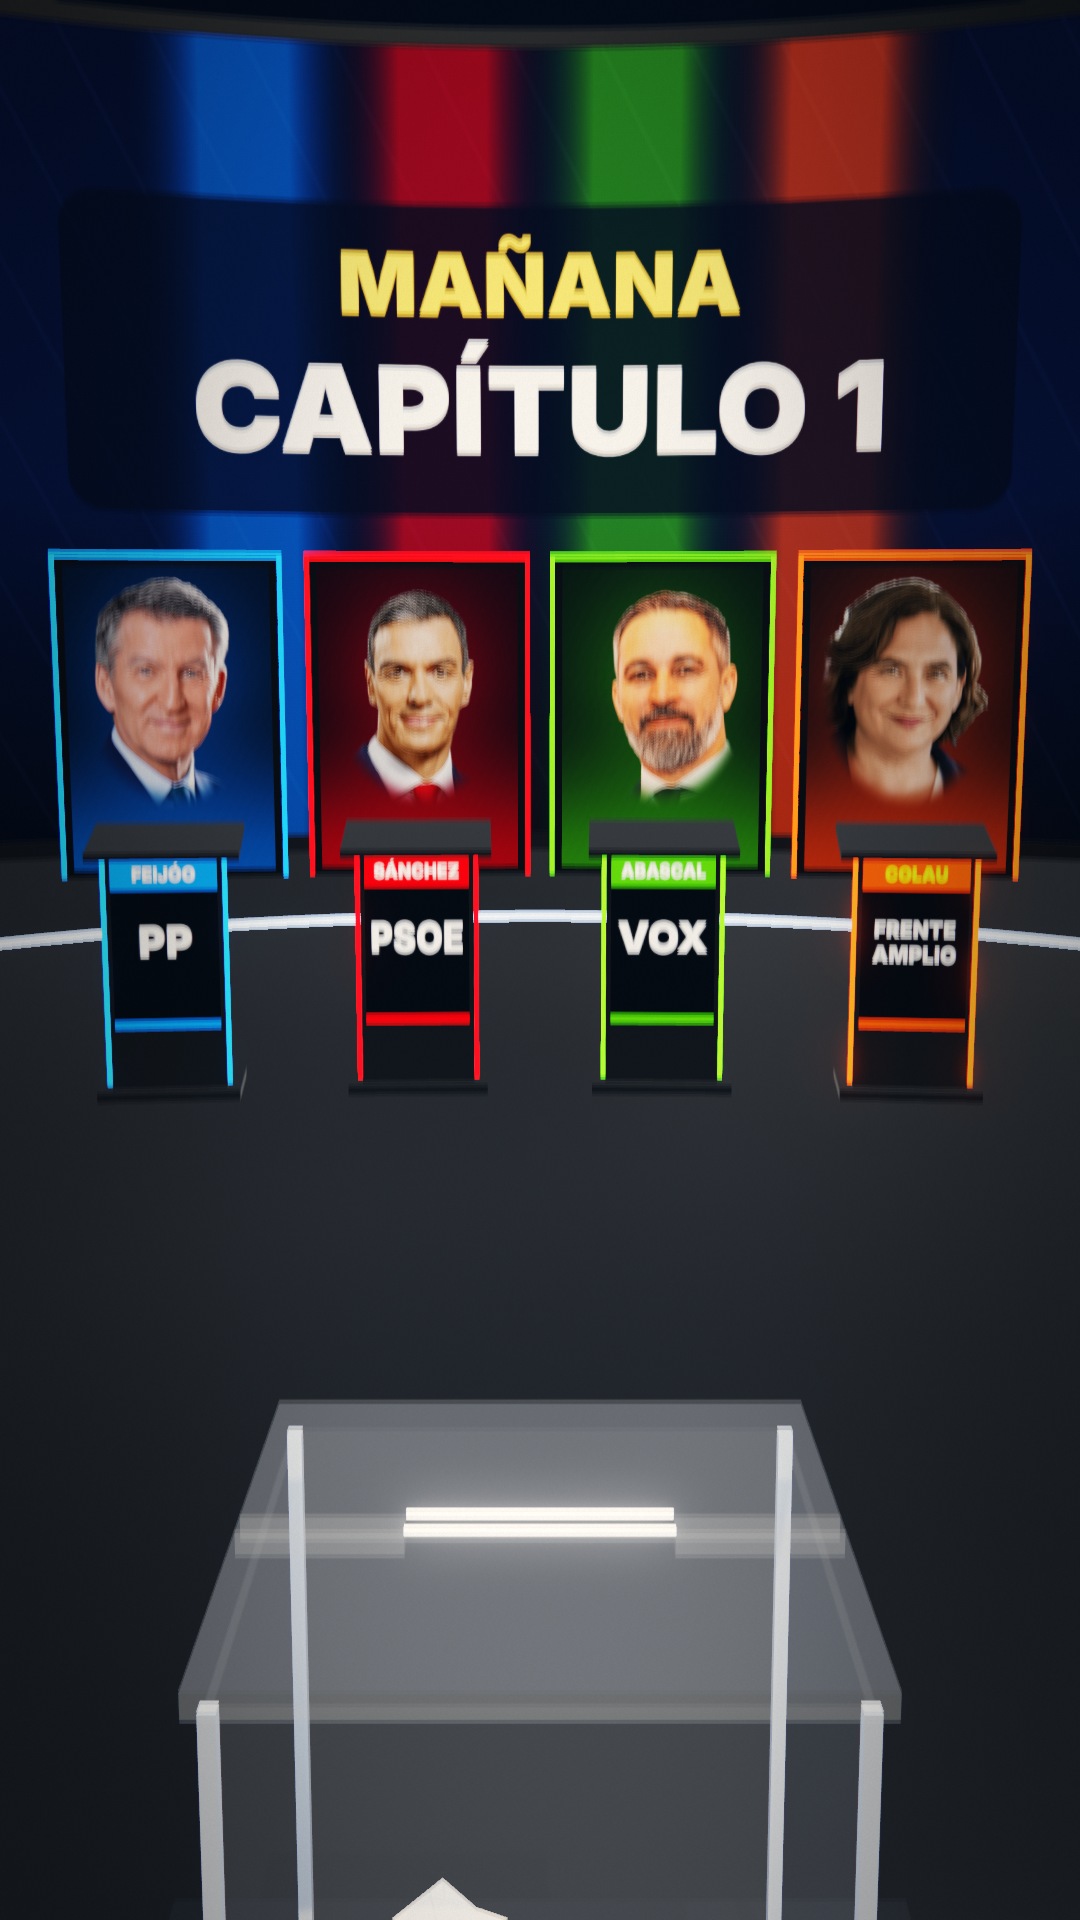 MAÑANA
CAPÍTULO 1
FEIJÓO
SÁNCHEZ
ABASCAL
COLAU
PP
PSOE
VOX
FRENTE
AMPLIO